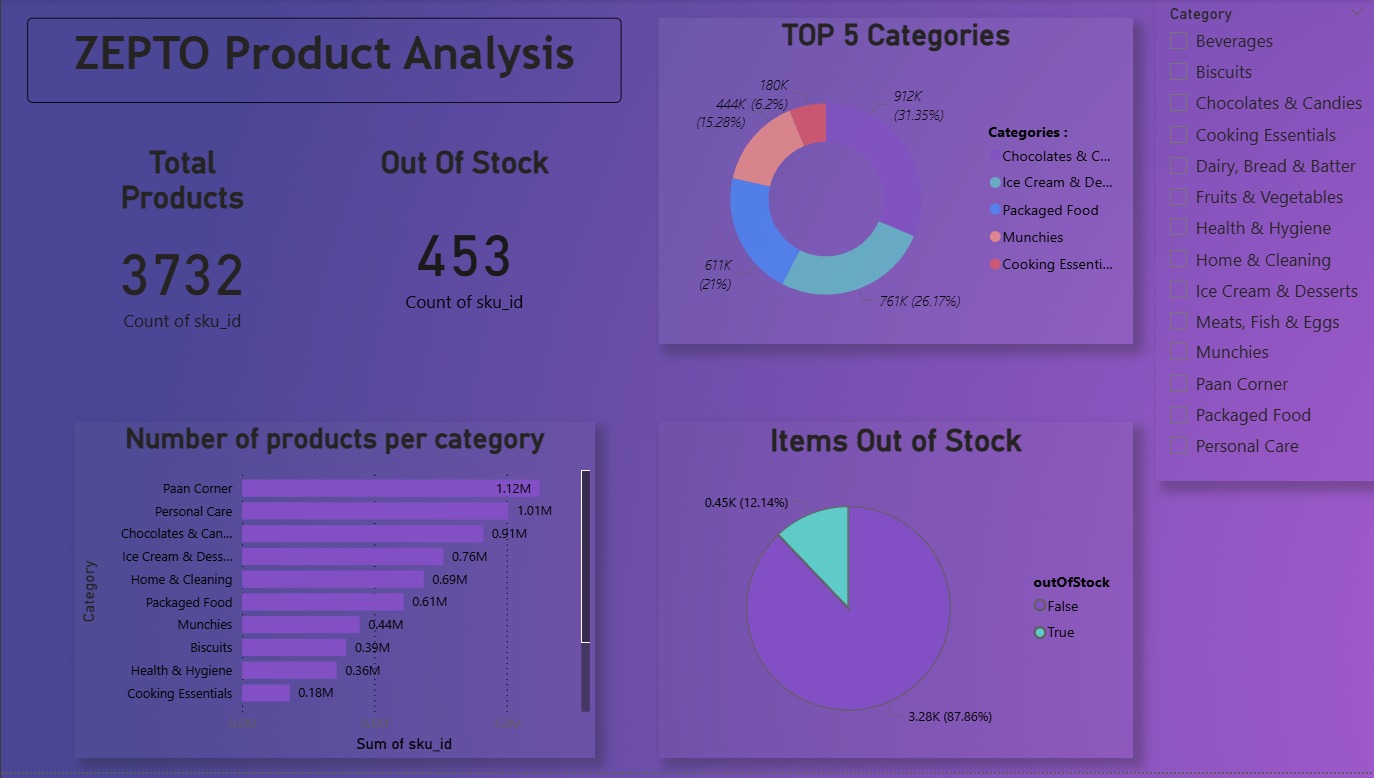 ZEPTO Product Analysis
Total
Products
3732
Count of sku_id
Out Of Stock
453
Count of sku_id
TOP 5 Categories
180K
(6.2%)
444K
(15.28%)
912K
(31.35%)
611K
(21%)
761K (26.17%)
Categories :
Chocolates & C...
Ice Cream & De...
Packaged Food
Munchies
Cooking Essenti...
Category
Beverages
Biscuits
Chocolates & Candies
Cooking Essentials
Dairy, Bread & Batter
Fruits & Vegetables
Health & Hygiene
Home & Cleaning
Ice Cream & Desserts
Meats, Fish & Eggs
Munchies
Paan Corner
Packaged Food
Personal Care
Number of products per category
Category
Paan Corner 1.12M
Personal Care 1.01M
Chocolates & Can... 0.91M
Ice Cream & Dess... 0.76M
Home & Cleaning 0.69M
Packaged Food 0.61M
Munchies 0.44M
Biscuits 0.39M
Health & Hygiene 0.36M
Cooking Essentials 0.18M
Sum of sku_id
Items Out of Stock
0.45K (12.14%)
3.28K (87.86%)
outOfStock
False
True